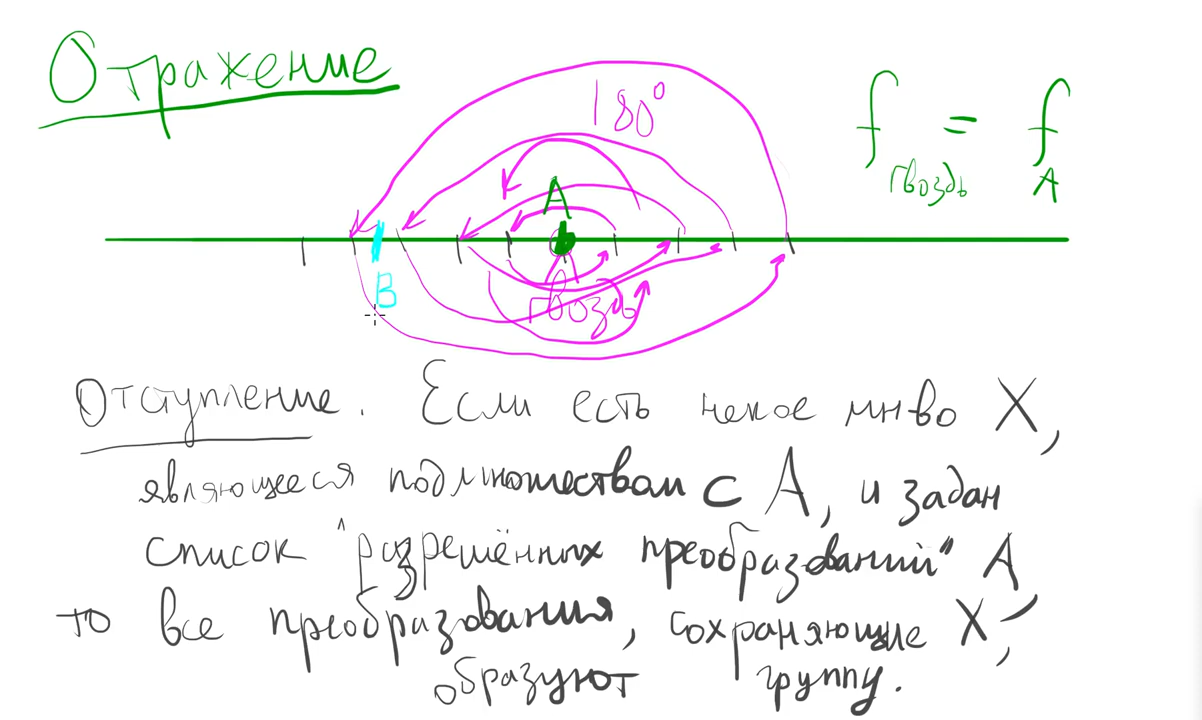 Отражение
180°
f гвоздь = f A
A
B
гвоздь
Отступление. Если есть некое мн-во X,
являющееся подмножеством ⊂ A, и задан
список "разрешённых преобразований" A,
то все преобразования, сохраняющие X,
образуют группу.